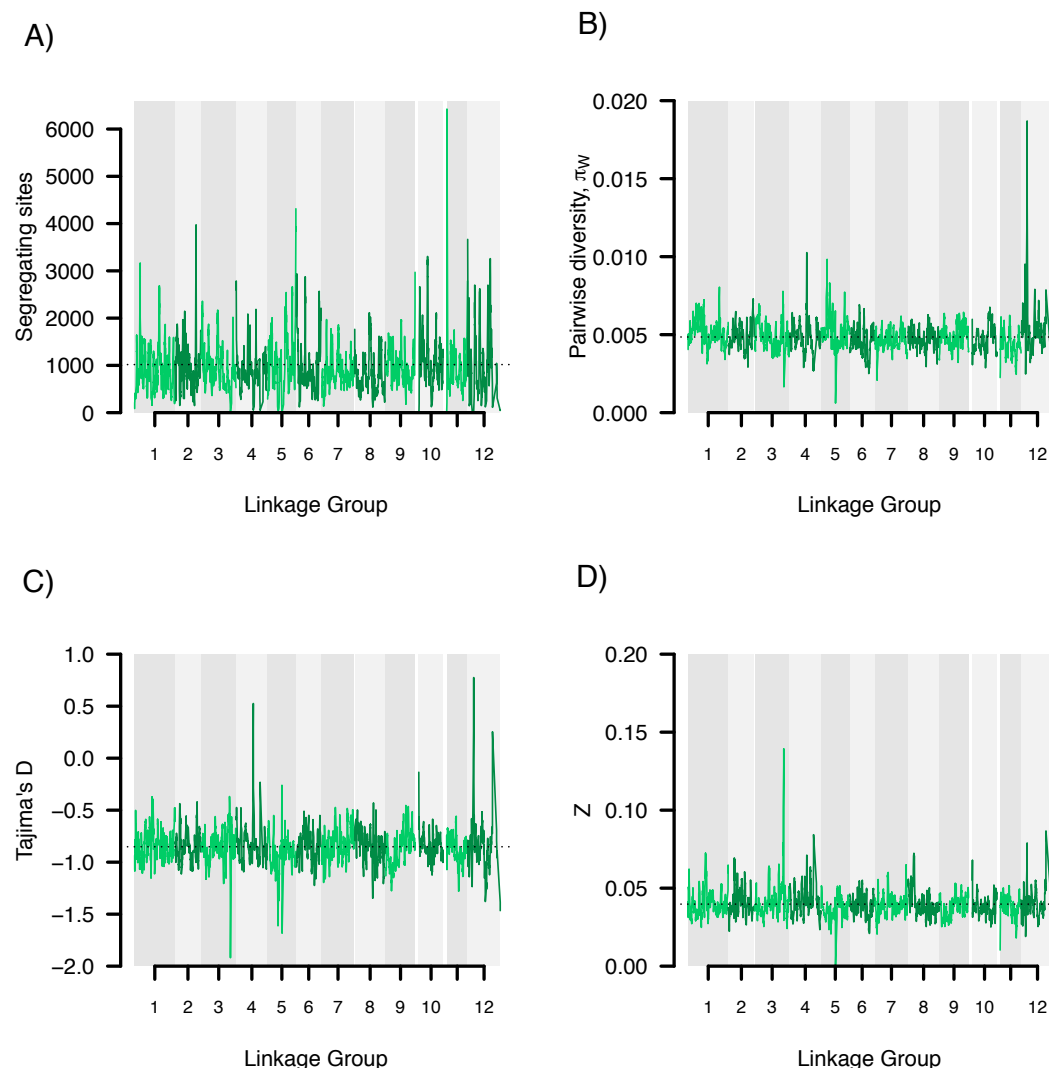 A)
Segregating sites
6000
5000
4000
3000
2000
1000
0
1 2 3 4 5 6 7 8 9 10 12
Linkage Group
B)
Pairwise diversity, πW
0.020
0.015
0.010
0.005
0.000
1 2 3 4 5 6 7 8 9 10 12
Linkage Group
C)
Tajima's D
1.0
0.5
0.0
−0.5
−1.0
−1.5
−2.0
1 2 3 4 5 6 7 8 9 10 12
Linkage Group
D)
Z
0.20
0.15
0.10
0.05
0.00
1 2 3 4 5 6 7 8 9 10 12
Linkage Group